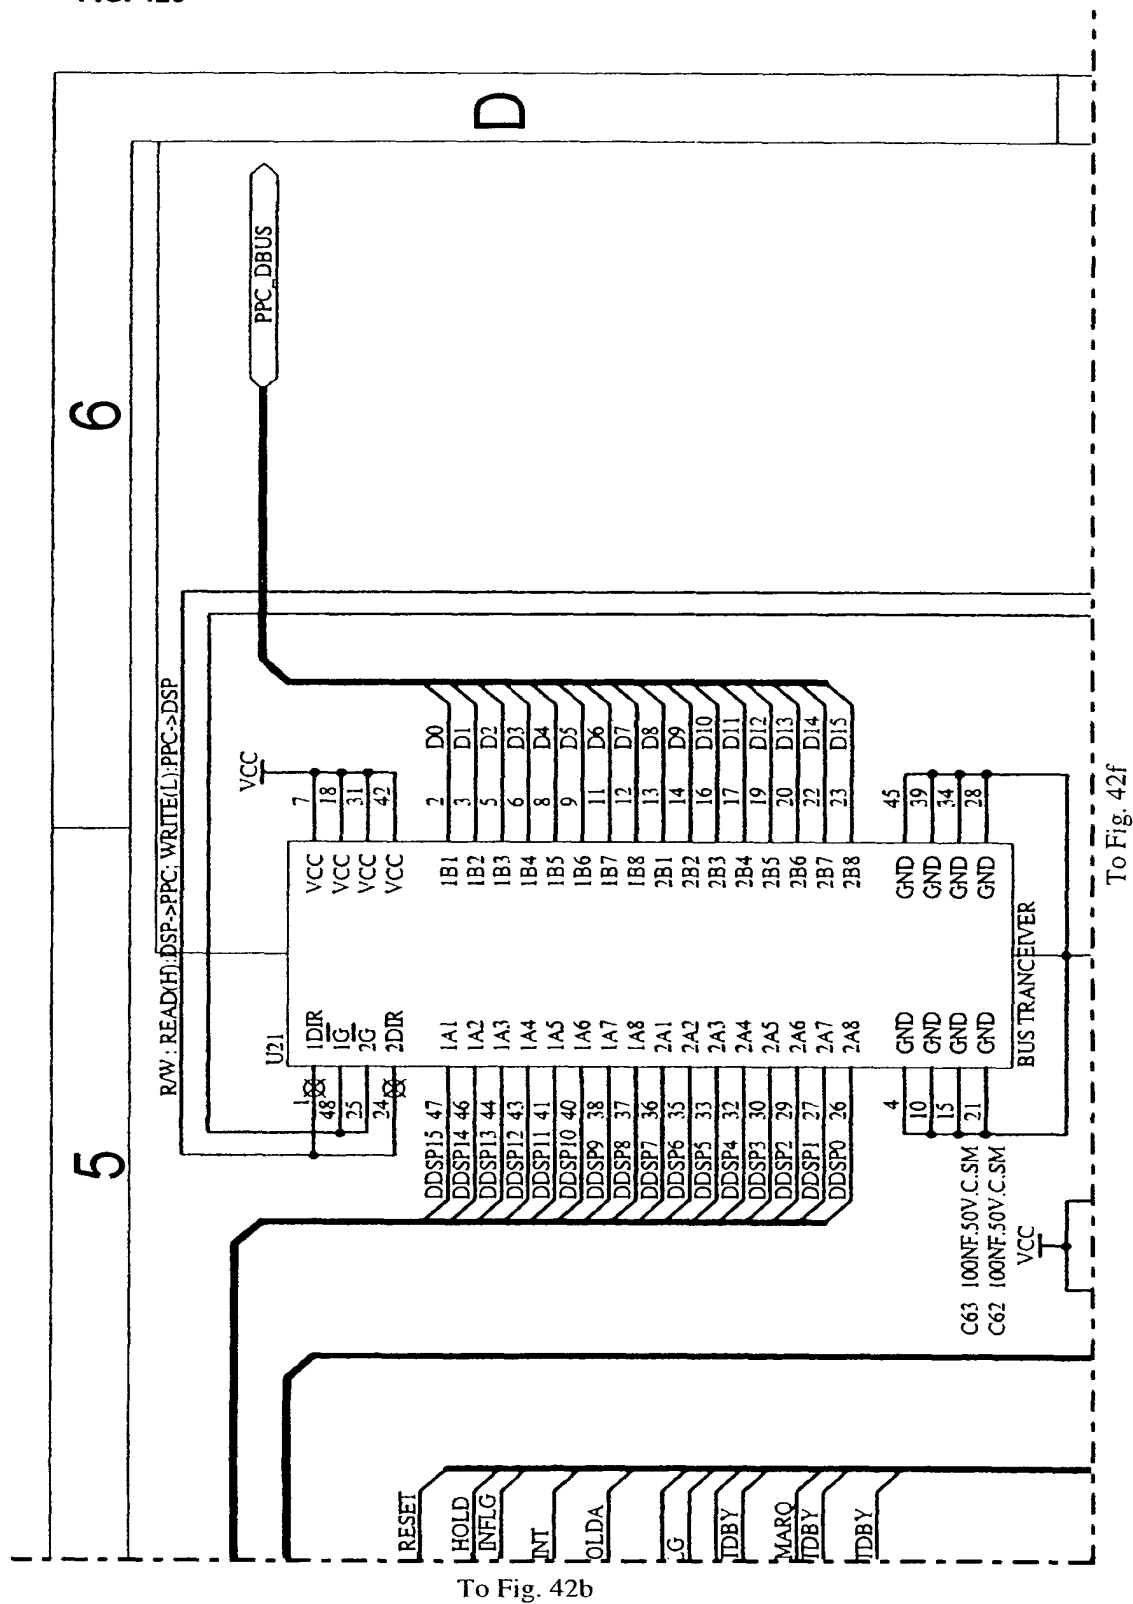 6
5
D
PPC_DBUS
R/W : READ(H):DSP->PPC; WRITE(L):PPC->DSP
VCC
7
18
31
42
VCC
VCC
VCC
VCC
U21
1DIR
1G
2G
2DIR
1
48
25
24
D0
D1
D2
D3
D4
D5
D6
D7
D8
D9
D10
D11
D12
D13
D14
D15
2
3
5
6
8
9
11
12
13
14
16
17
19
20
22
23
1B1
1B2
1B3
1B4
1B5
1B6
1B7
1B8
2B1
2B2
2B3
2B4
2B5
2B6
2B7
2B8
1A1
1A2
1A3
1A4
1A5
1A6
1A7
1A8
2A1
2A2
2A3
2A4
2A5
2A6
2A7
2A8
DDSP15 47
DDSP14 46
DDSP13 44
DDSP12 43
DDSP11 41
DDSP10 40
DDSP9 38
DDSP8 37
DDSP7 36
DDSP6 35
DDSP5 33
DDSP4 32
DDSP3 30
DDSP2 29
DDSP1 27
DDSP0 26
45
39
34
28
GND
GND
GND
GND
GND
GND
GND
GND
4
10
15
21
BUS TRANCEIVER
C63 100NF.50V.C.SM
C62 100NF.50V.C.SM
VCC
RESET
HOLD
INFLG
INT
OLDA
G
TDBY
MARQ
TDBY
TDBY
To Fig. 42f
To Fig. 42b